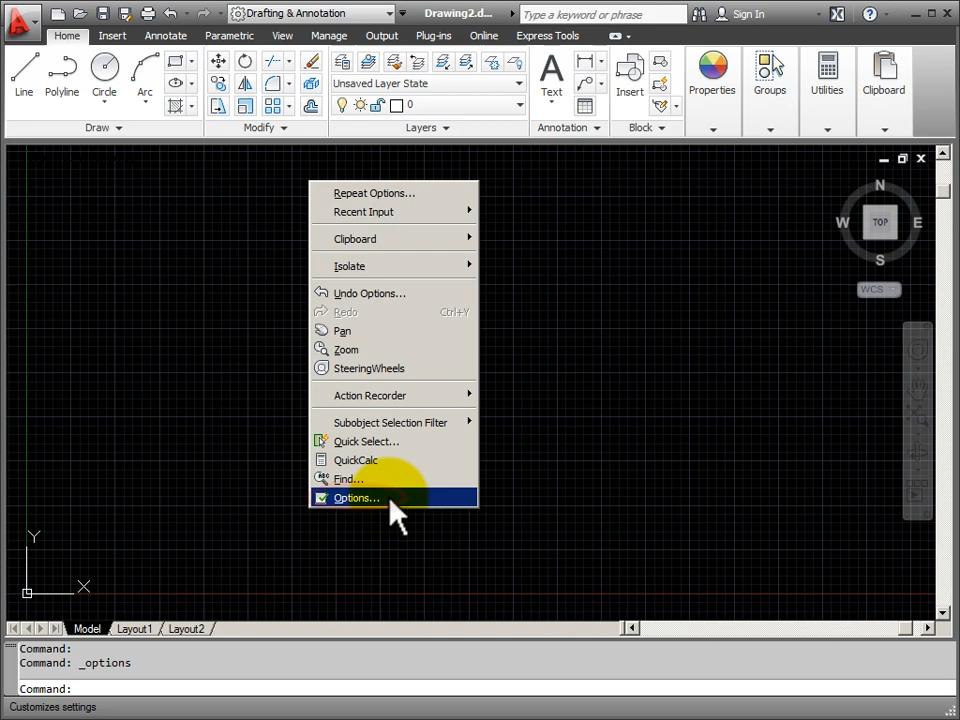 Drafting & Annotation
Drawing2.d...
Type a keyword or phrase
Sign In
Home Insert Annotate Parametric View Manage Output Plug-ins Online Express Tools
Line Polyline Circle Arc
Unsaved Layer State
0
Text
Insert
Properties Groups Utilities Clipboard
Draw Modify Layers Annotation Block
Repeat Options...
Recent Input
Clipboard
Isolate
Undo Options...
Redo Ctrl+Y
Pan
Zoom
SteeringWheels
Action Recorder
Subobject Selection Filter
Quick Select...
QuickCalc
Find...
Options...
N
W TOP E
S
WCS
Y
X
Model Layout1 Layout2
Command:
Command: _options
Command:
Customizes settings